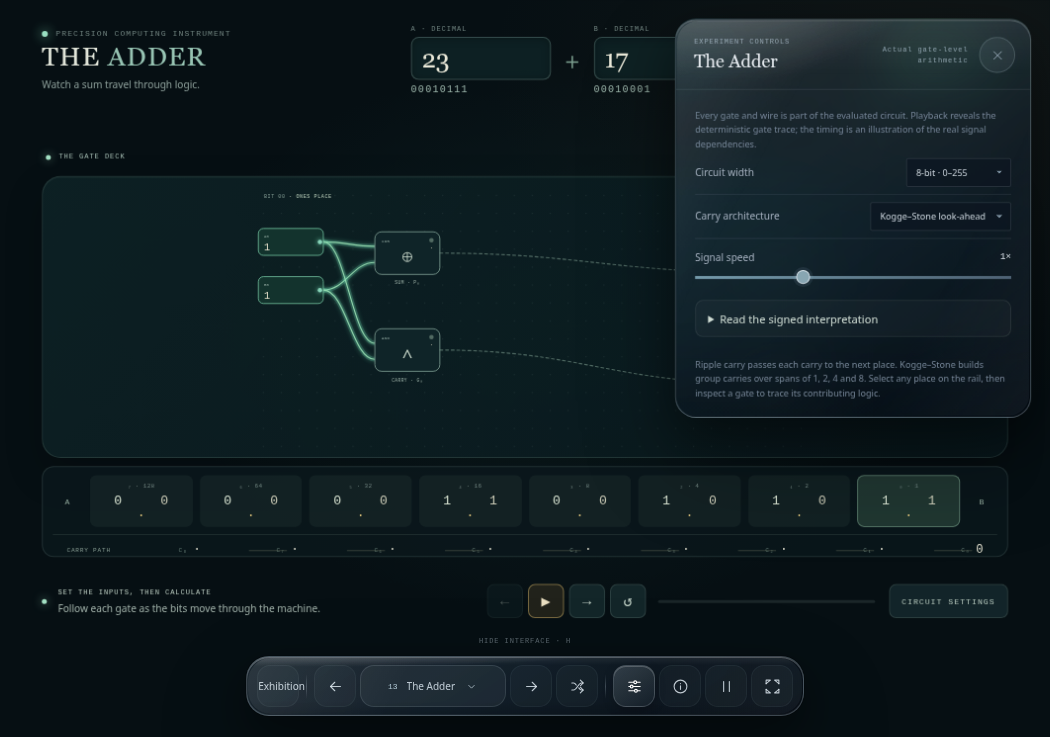 PRECISION COMPUTING INSTRUMENT
THE ADDER
Watch a sum travel through logic.
A · DECIMAL
23
00010111
+
B · DECIMAL
17
00010001
EXPERIMENT CONTROLS
The Adder
Actual gate-level
arithmetic
Every gate and wire is part of the evaluated circuit. Playback reveals the
deterministic gate trace; the timing is an illustration of the real signal
dependencies.
Circuit width
8-bit · 0–255
Carry architecture
Kogge–Stone look-ahead
Signal speed
1×
Read the signed interpretation
Ripple carry passes each carry to the next place. Kogge–Stone builds
group carries over spans of 1, 2, 4 and 8. Select any place on the rail, then
inspect a gate to trace its contributing logic.
THE GATE DECK
BIT 00 · ONES PLACE
1
1
SUM · P₀
CARRY · G₀
A
· 128
0 0
· 64
0 0
· 32
0 0
· 16
1 1
· 8
0 0
· 4
1 0
· 2
1 0
· 1
1 1
B
CARRY PATH
0
SET THE INPUTS, THEN CALCULATE
Follow each gate as the bits move through the machine.
CIRCUIT SETTINGS
HIDE INTERFACE · H
Exhibition
13 The Adder